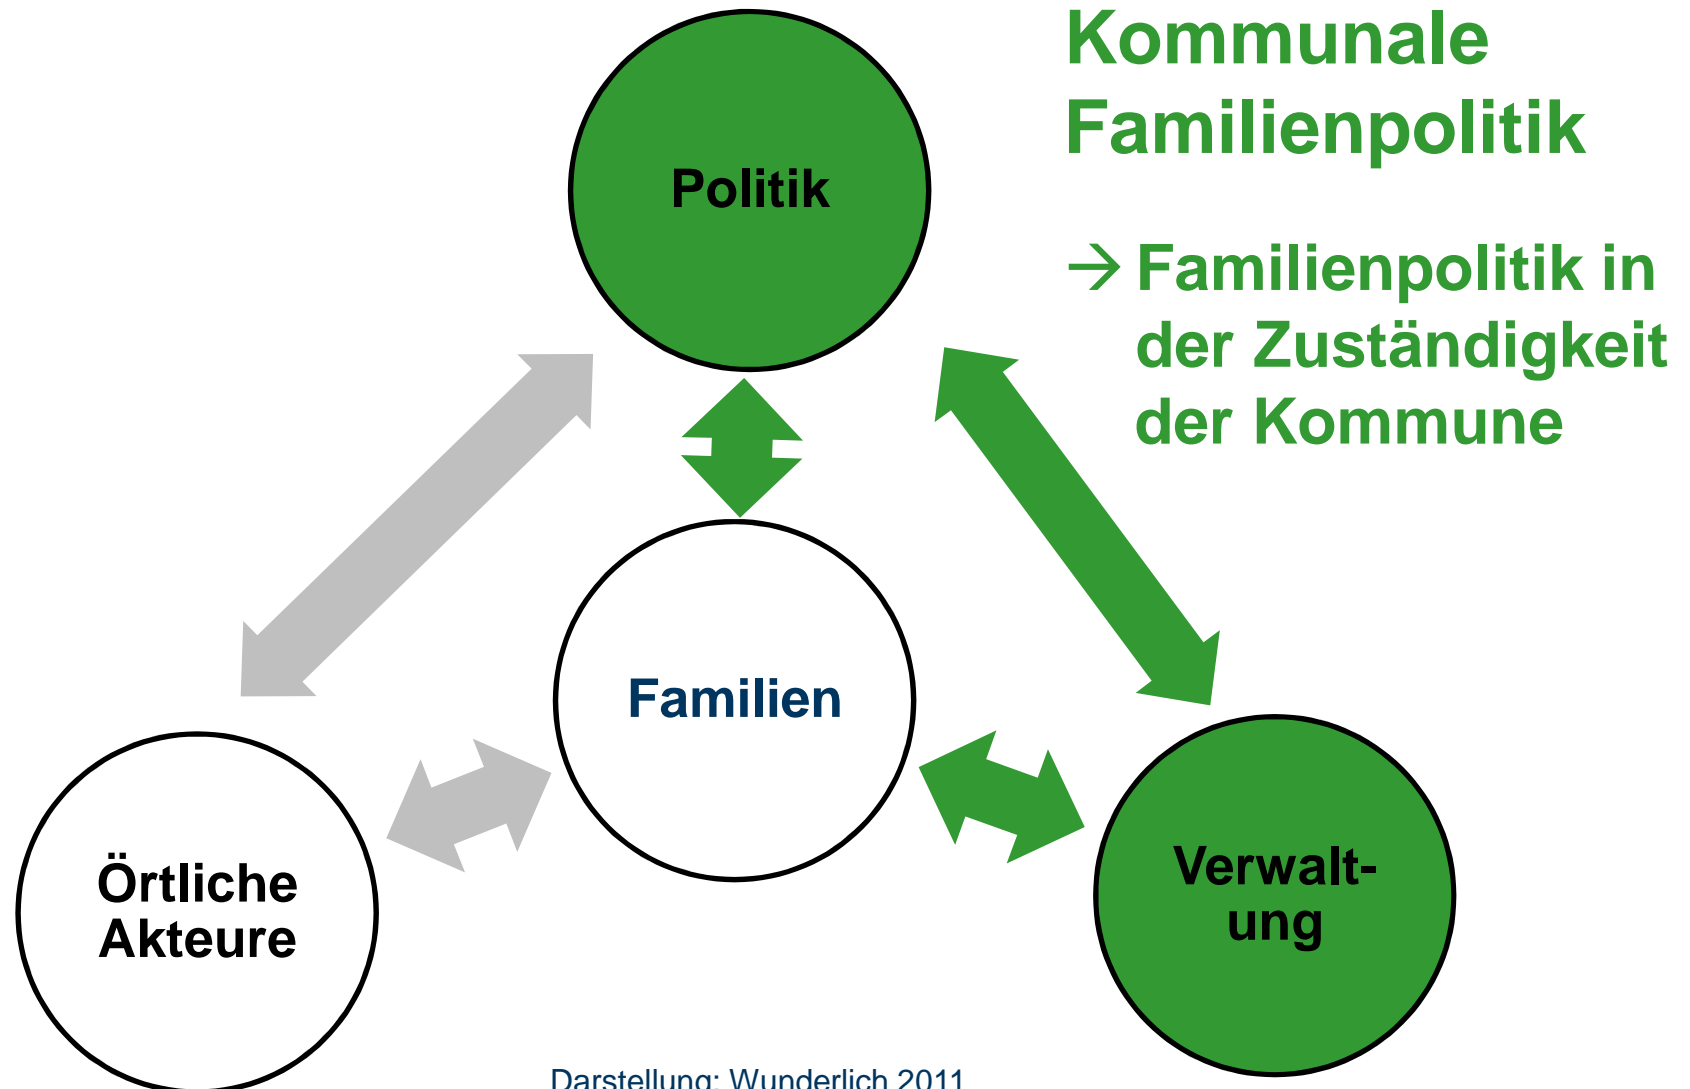 Kommunale
Familienpolitik
→ Familienpolitik in
der Zuständigkeit
der Kommune
Politik
Familien
Örtliche
Akteure
Verwalt-
ung
Darstellung: Wunderlich 2011